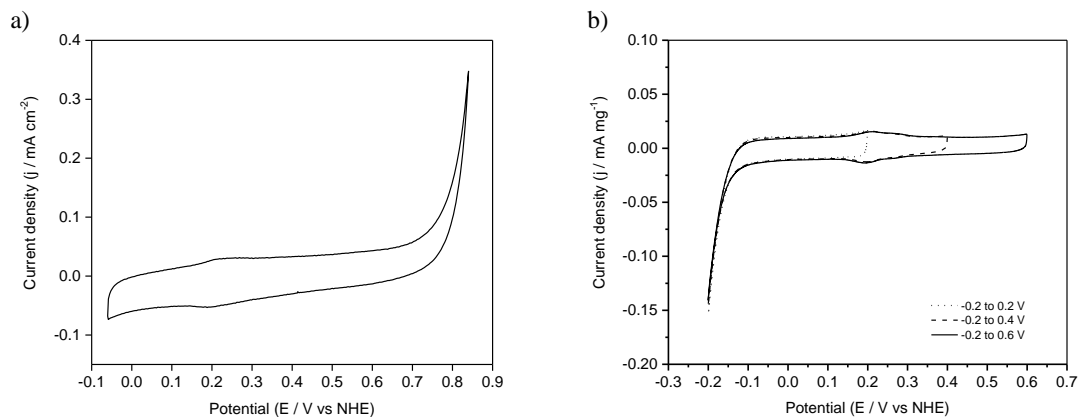 a)
0.4
0.3
0.2
0.1
0.0
-0.1
-0.1 0.0 0.1 0.2 0.3 0.4 0.5 0.6 0.7 0.8 0.9
Current density (j / mA cm-2)
Potential (E / V vs NHE)
b)
0.10
0.05
0.00
-0.05
-0.10
-0.15
-0.20
-0.3 -0.2 -0.1 0.0 0.1 0.2 0.3 0.4 0.5 0.6 0.7
Current density (j / mA mg-1)
-0.2 to 0.2 V
-0.2 to 0.4 V
-0.2 to 0.6 V
Potential (E / V vs NHE)